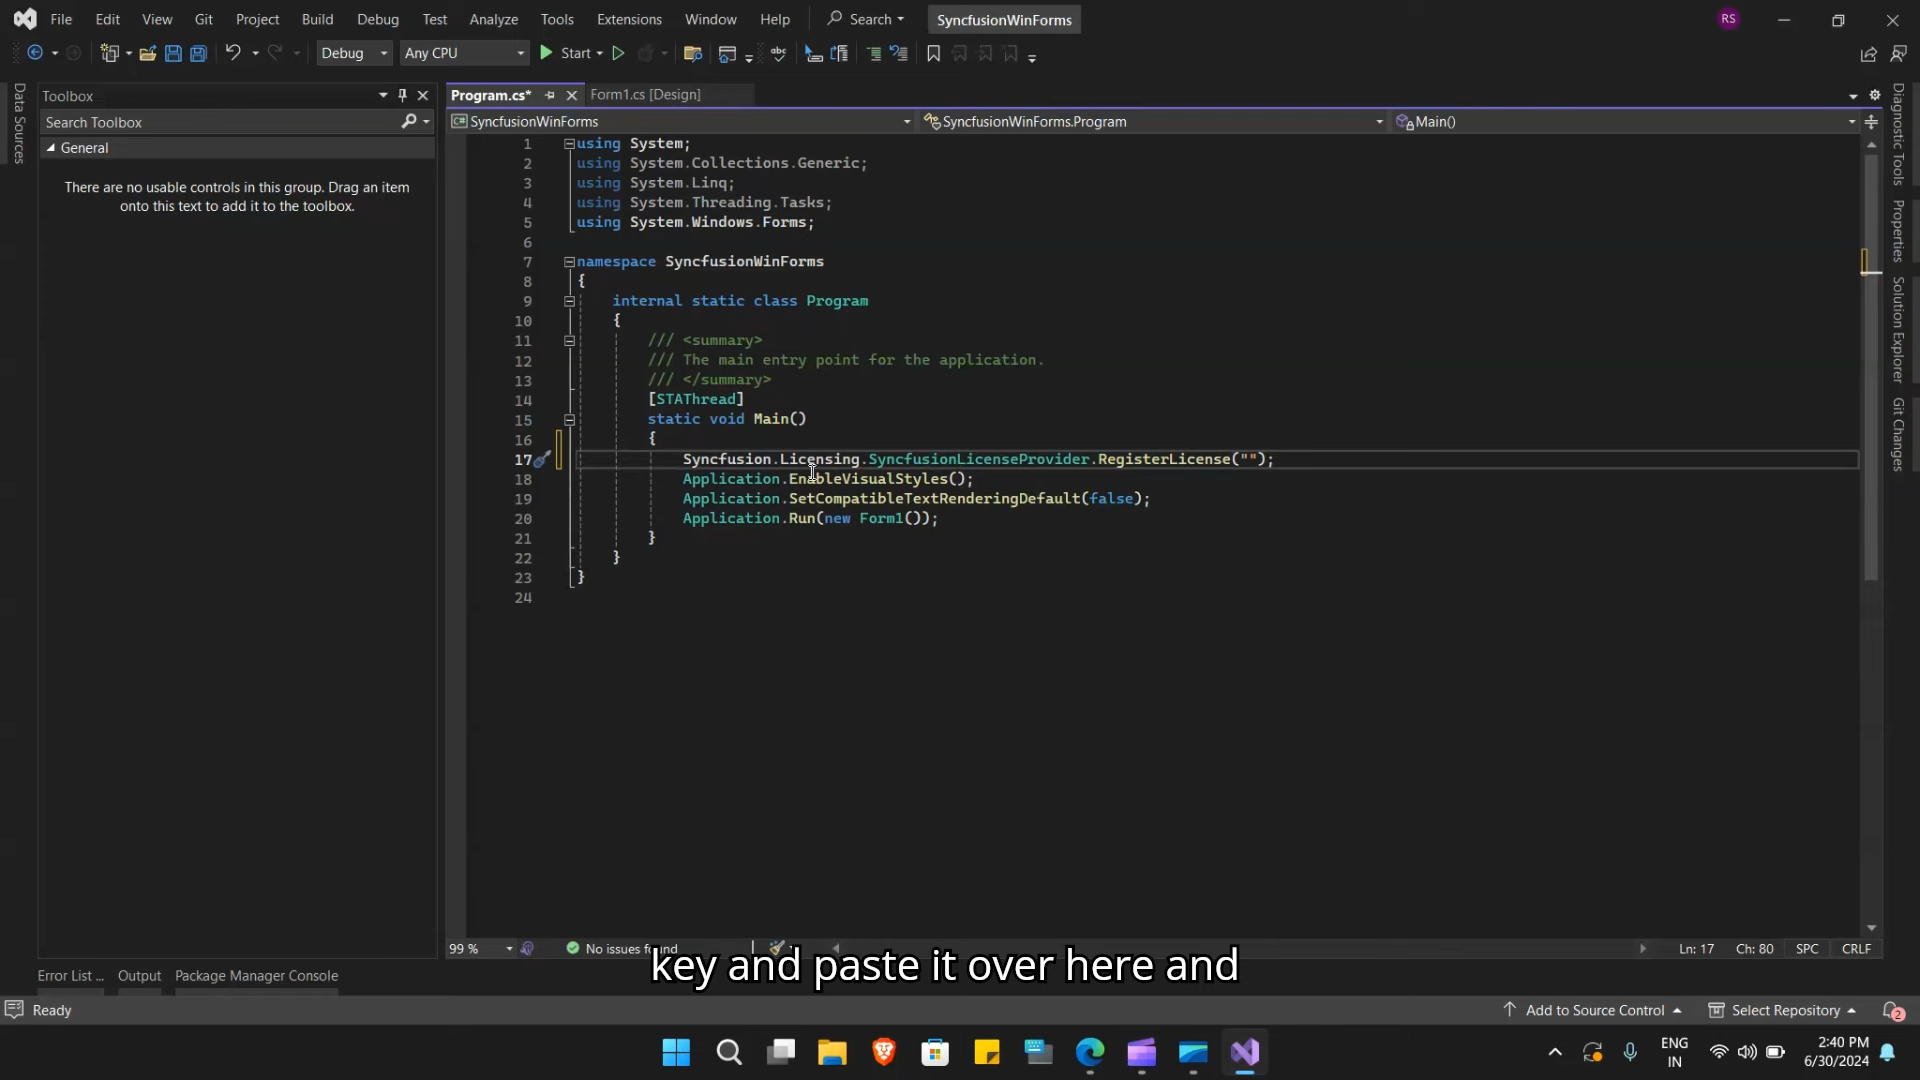 File Edit View Git Project Build Debug Test Analyze Tools Extensions Window Help Search SyncfusionWinForms RS
Debug Any CPU Start
Data Sources
Toolbox
Search Toolbox
General
There are no usable controls in this group. Drag an item
onto this text to add it to the toolbox.
Program.cs* Form1.cs [Design]
SyncfusionWinForms SyncfusionWinForms.Program Main()
1 using System;
2 using System.Collections.Generic;
3 using System.Linq;
4 using System.Threading.Tasks;
5 using System.Windows.Forms;
6
7 namespace SyncfusionWinForms
8 {
9 internal static class Program
10 {
11 /// <summary>
12 /// The main entry point for the application.
13 /// </summary>
14 [STAThread]
15 static void Main()
16 {
17 Syncfusion.Licensing.SyncfusionLicenseProvider.RegisterLicense("");
18 Application.EnableVisualStyles();
19 Application.SetCompatibleTextRenderingDefault(false);
20 Application.Run(new Form1());
21 }
22 }
23 }
24
Diagnostic Tools
Properties
Solution Explorer
Git Changes
99 % No issues found Ln: 17 Ch: 80 SPC CRLF
key and paste it over here and
Error List ... Output Package Manager Console
Ready Add to Source Control Select Repository 2
ENG
IN
2:40 PM
6/30/2024